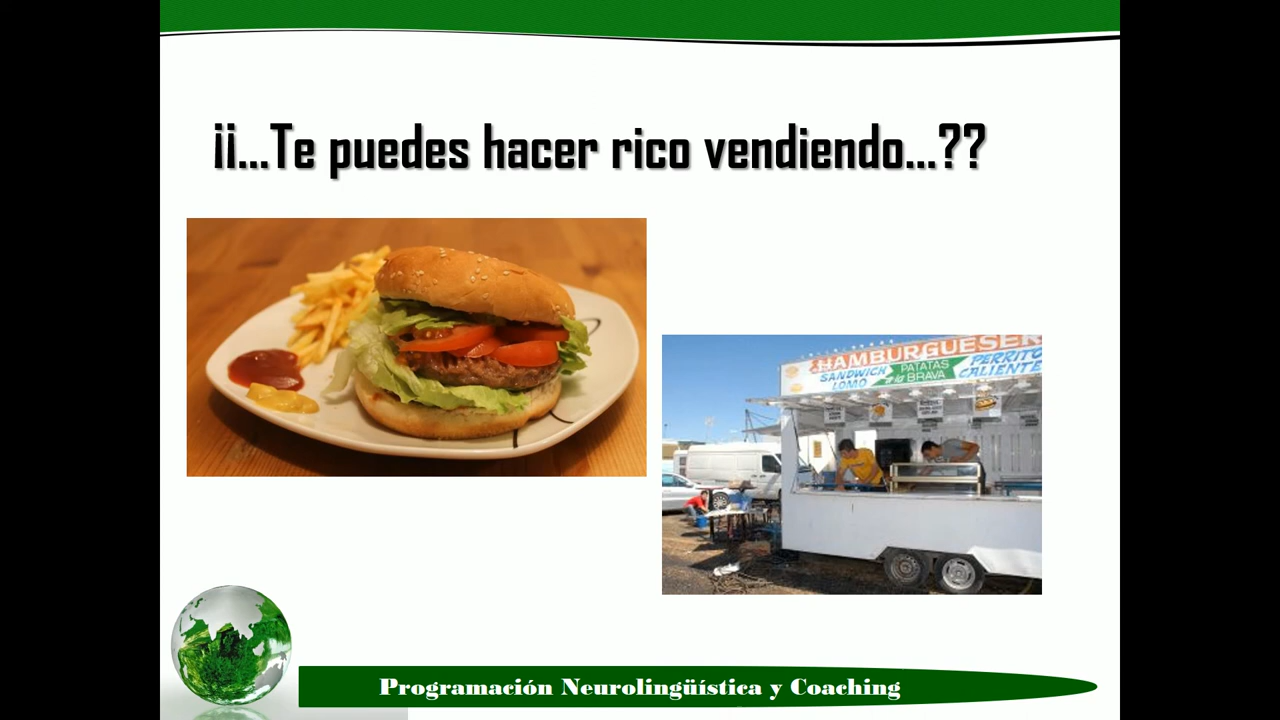 ¡¡...Te puedes hacer rico vendiendo...??
HAMBURGUESER
SANDWICH
LOMO
PATATAS
a la BRAVA
PERRITO
CALIENTE
Programación Neurolingüística y Coaching